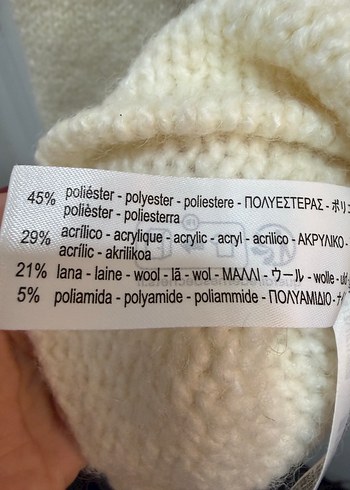 45% poliéster - polyester - poliestere - ΠΟΛΥΕΣΤΕΡΑΣ -
polièster - poliesterra
29% acrílico - acrylique - acrylic - acryl - acrilico - ΑΚΡΥΛΙΚΟ -
acrílic - akrilikoa
21% lana - laine - wool - lã - wol - ΜΑΛΛΙ - ウール - wolle -
5% poliamida - polyamide - poliammide - ΠΟΛΥΑΜΙΔΙΟ -